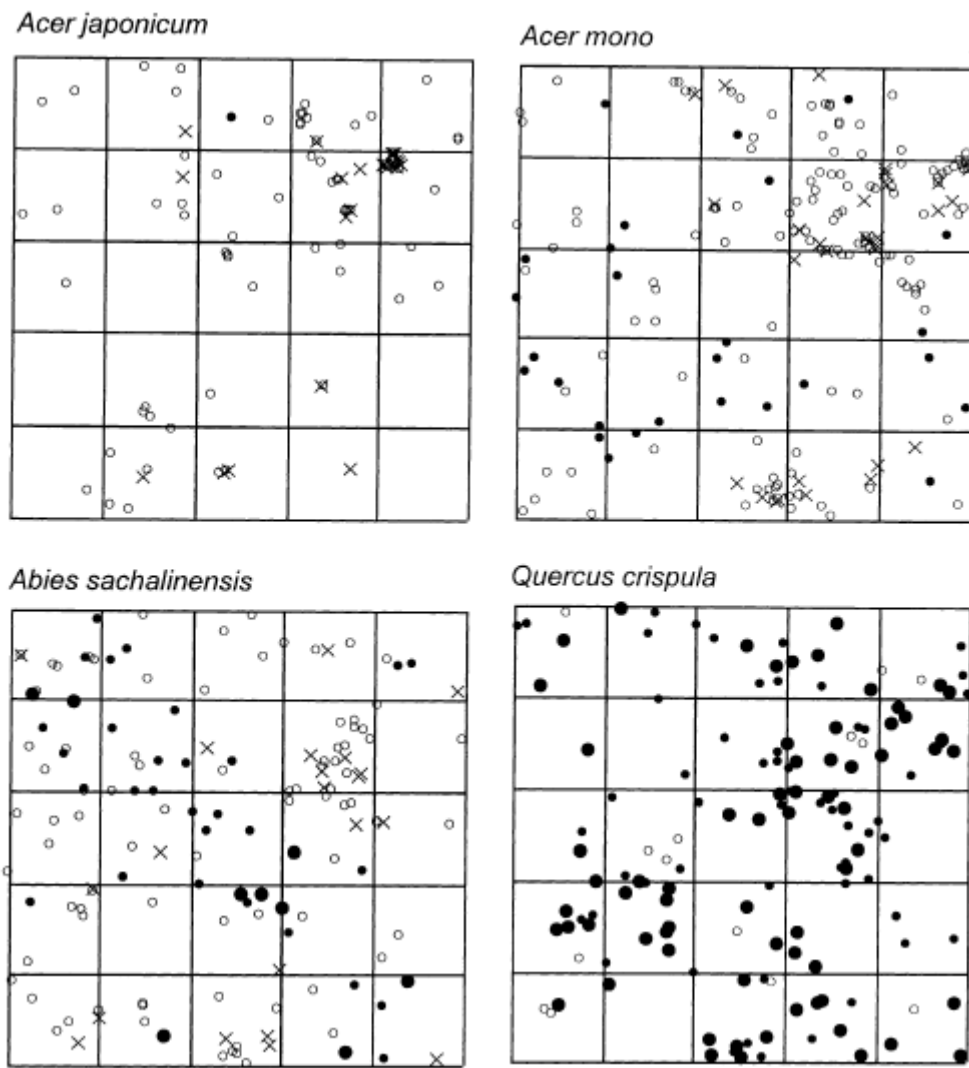 Acer japonicum
Acer mono
Abies sachalinensis
Quercus crispula